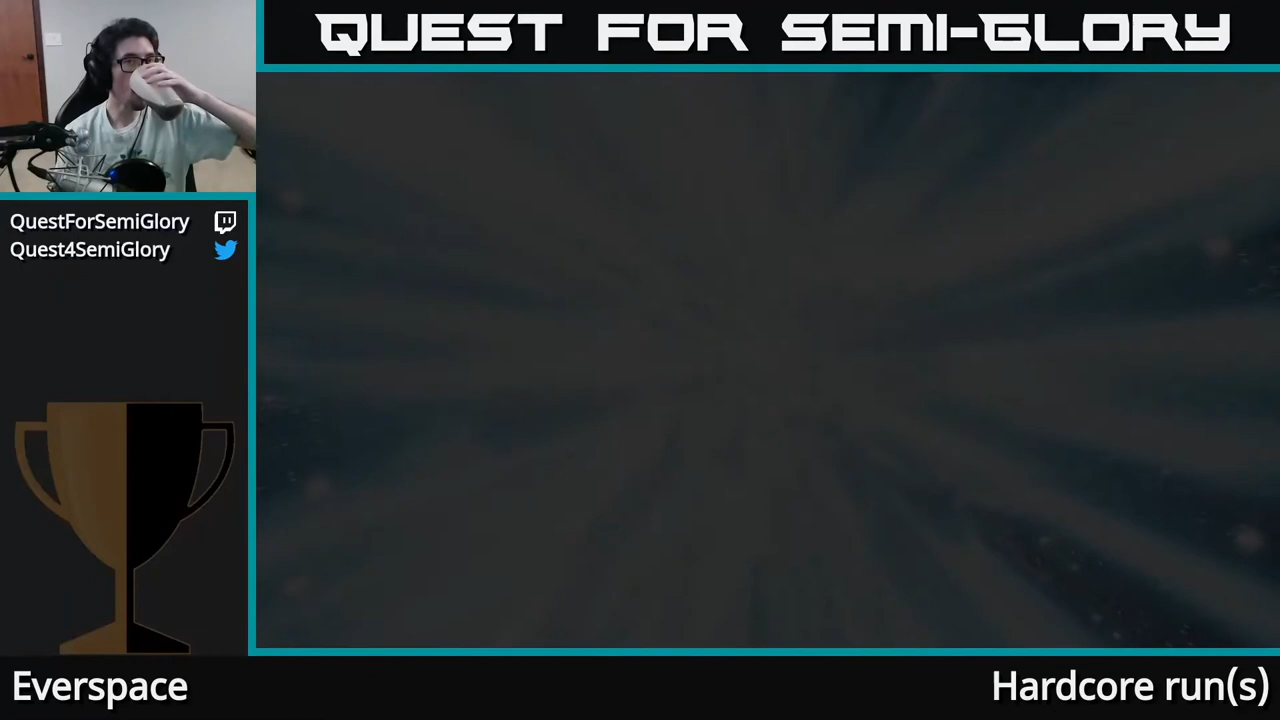 QUEST FOR SEMI-GLORY
QuestForSemiGlory
Quest4SemiGlory
Everspace
Hardcore run(s)